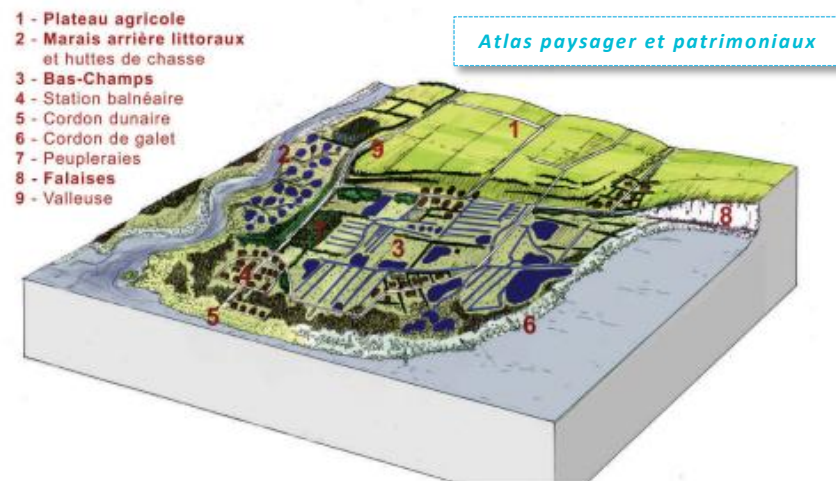 1 - Plateau agricole
2 - Marais arrière littoraux
et huttes de chasse
3 - Bas-Champs
4 - Station balnéaire
5 - Cordon dunaire
6 - Cordon de galet
7 - Peupleraies
8 - Falaises
9 - Valleuse
Atlas paysager et patrimoniaux
1
9
2
8
7
3
4
5
6